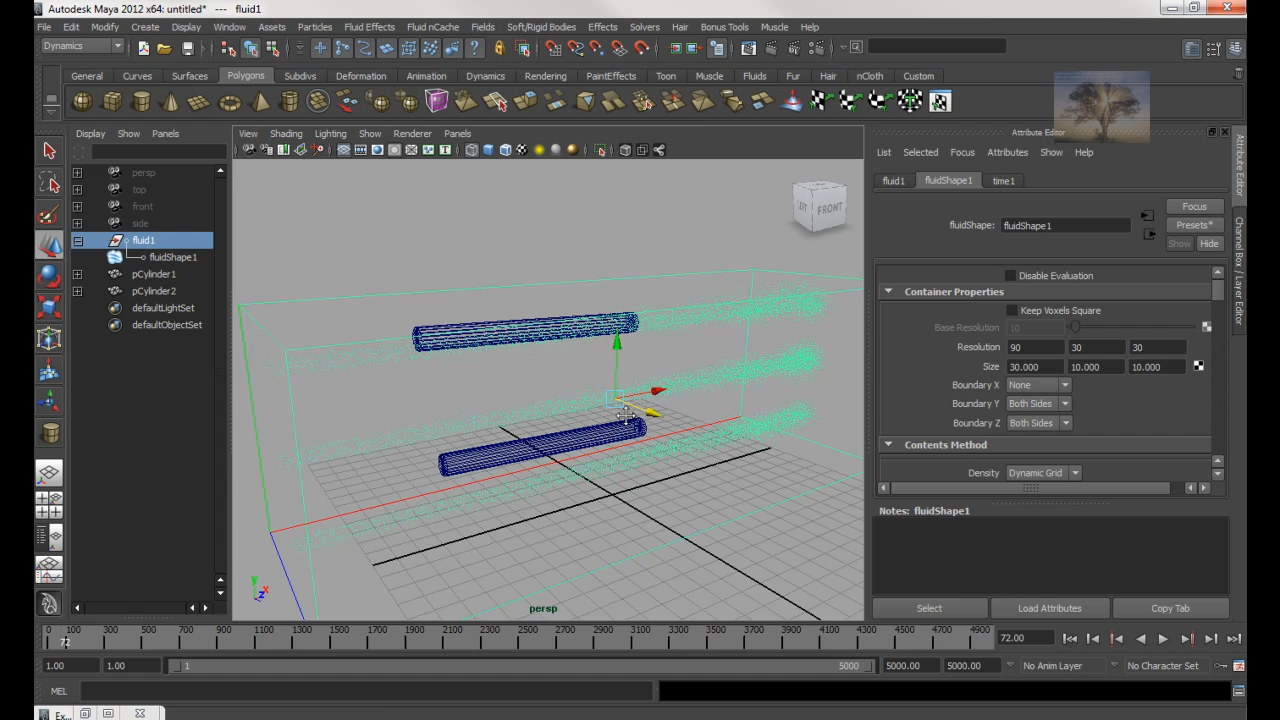 Autodesk Maya 2012 x64: untitled* --- fluid1
File Edit Modify Create Display Window Assets Particles Fluid Effects Fluid nCache Fields Soft/Rigid Bodies Effects Solvers Hair Bonus Tools Muscle Help
Dynamics
General Curves Surfaces Polygons Subdivs Deformation Animation Dynamics Rendering PaintEffects Toon Muscle Fluids Fur Hair nCloth Custom
Display Show Panels
View Shading Lighting Show Renderer Panels
Attribute Editor
List Selected Focus Attributes Show Help
persp
top
front
side
fluid1
fluidShape1
pCylinder1
pCylinder2
defaultLightSet
defaultObjectSet
LEFT FRONT
y
z x
persp
fluid1 fluidShape1 time1
Focus
fluidShape: fluidShape1 Presets*
Show Hide
Disable Evaluation
Container Properties
Keep Voxels Square
Base Resolution 10
Resolution 90 30 30
Size 30.000 10.000 10.000
Boundary X None
Boundary Y Both Sides
Boundary Z Both Sides
Contents Method
Density Dynamic Grid
Notes: fluidShape1
Select Load Attributes Copy Tab
Attribute Editor
Channel Box / Layer Editor
0 100 300 500 700 900 1100 1300 1500 1700 1900 2100 2300 2500 2700 2900 3100 3300 3500 3700 3900 4100 4300 4500 4700 4900
72 72.00
1.00 1.00 1 5000 5000.00 5000.00 No Anim Layer No Character Set
MEL
Ex...